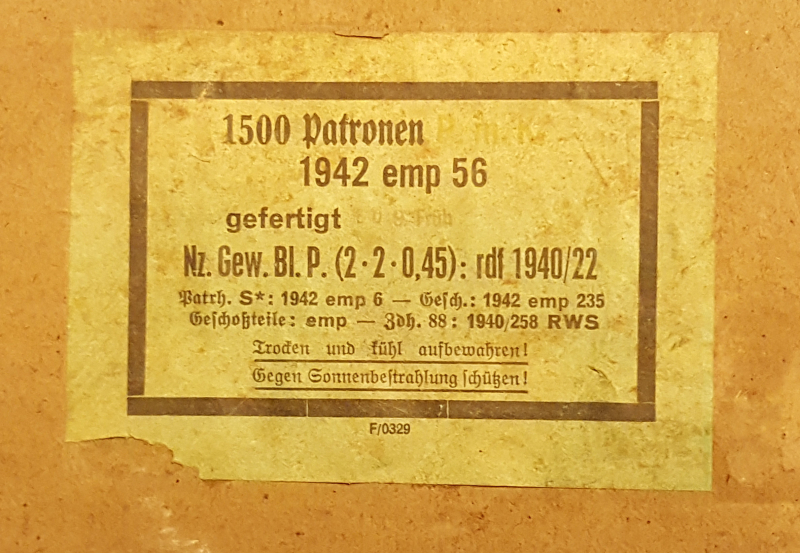 1500 Patronen P. m. K.
1942 emp 56
gefertigt
Nz. Gew. Bl. P. (2·2·0,45): rdf 1940/22
Patrh. S*: 1942 emp 6 — Gesch.: 1942 emp 235
Geschoßteile: emp — Zdh. 88: 1940/258 RWS
Trocken und kühl aufbewahren!
Gegen Sonnenbestrahlung schützen!
F/0329